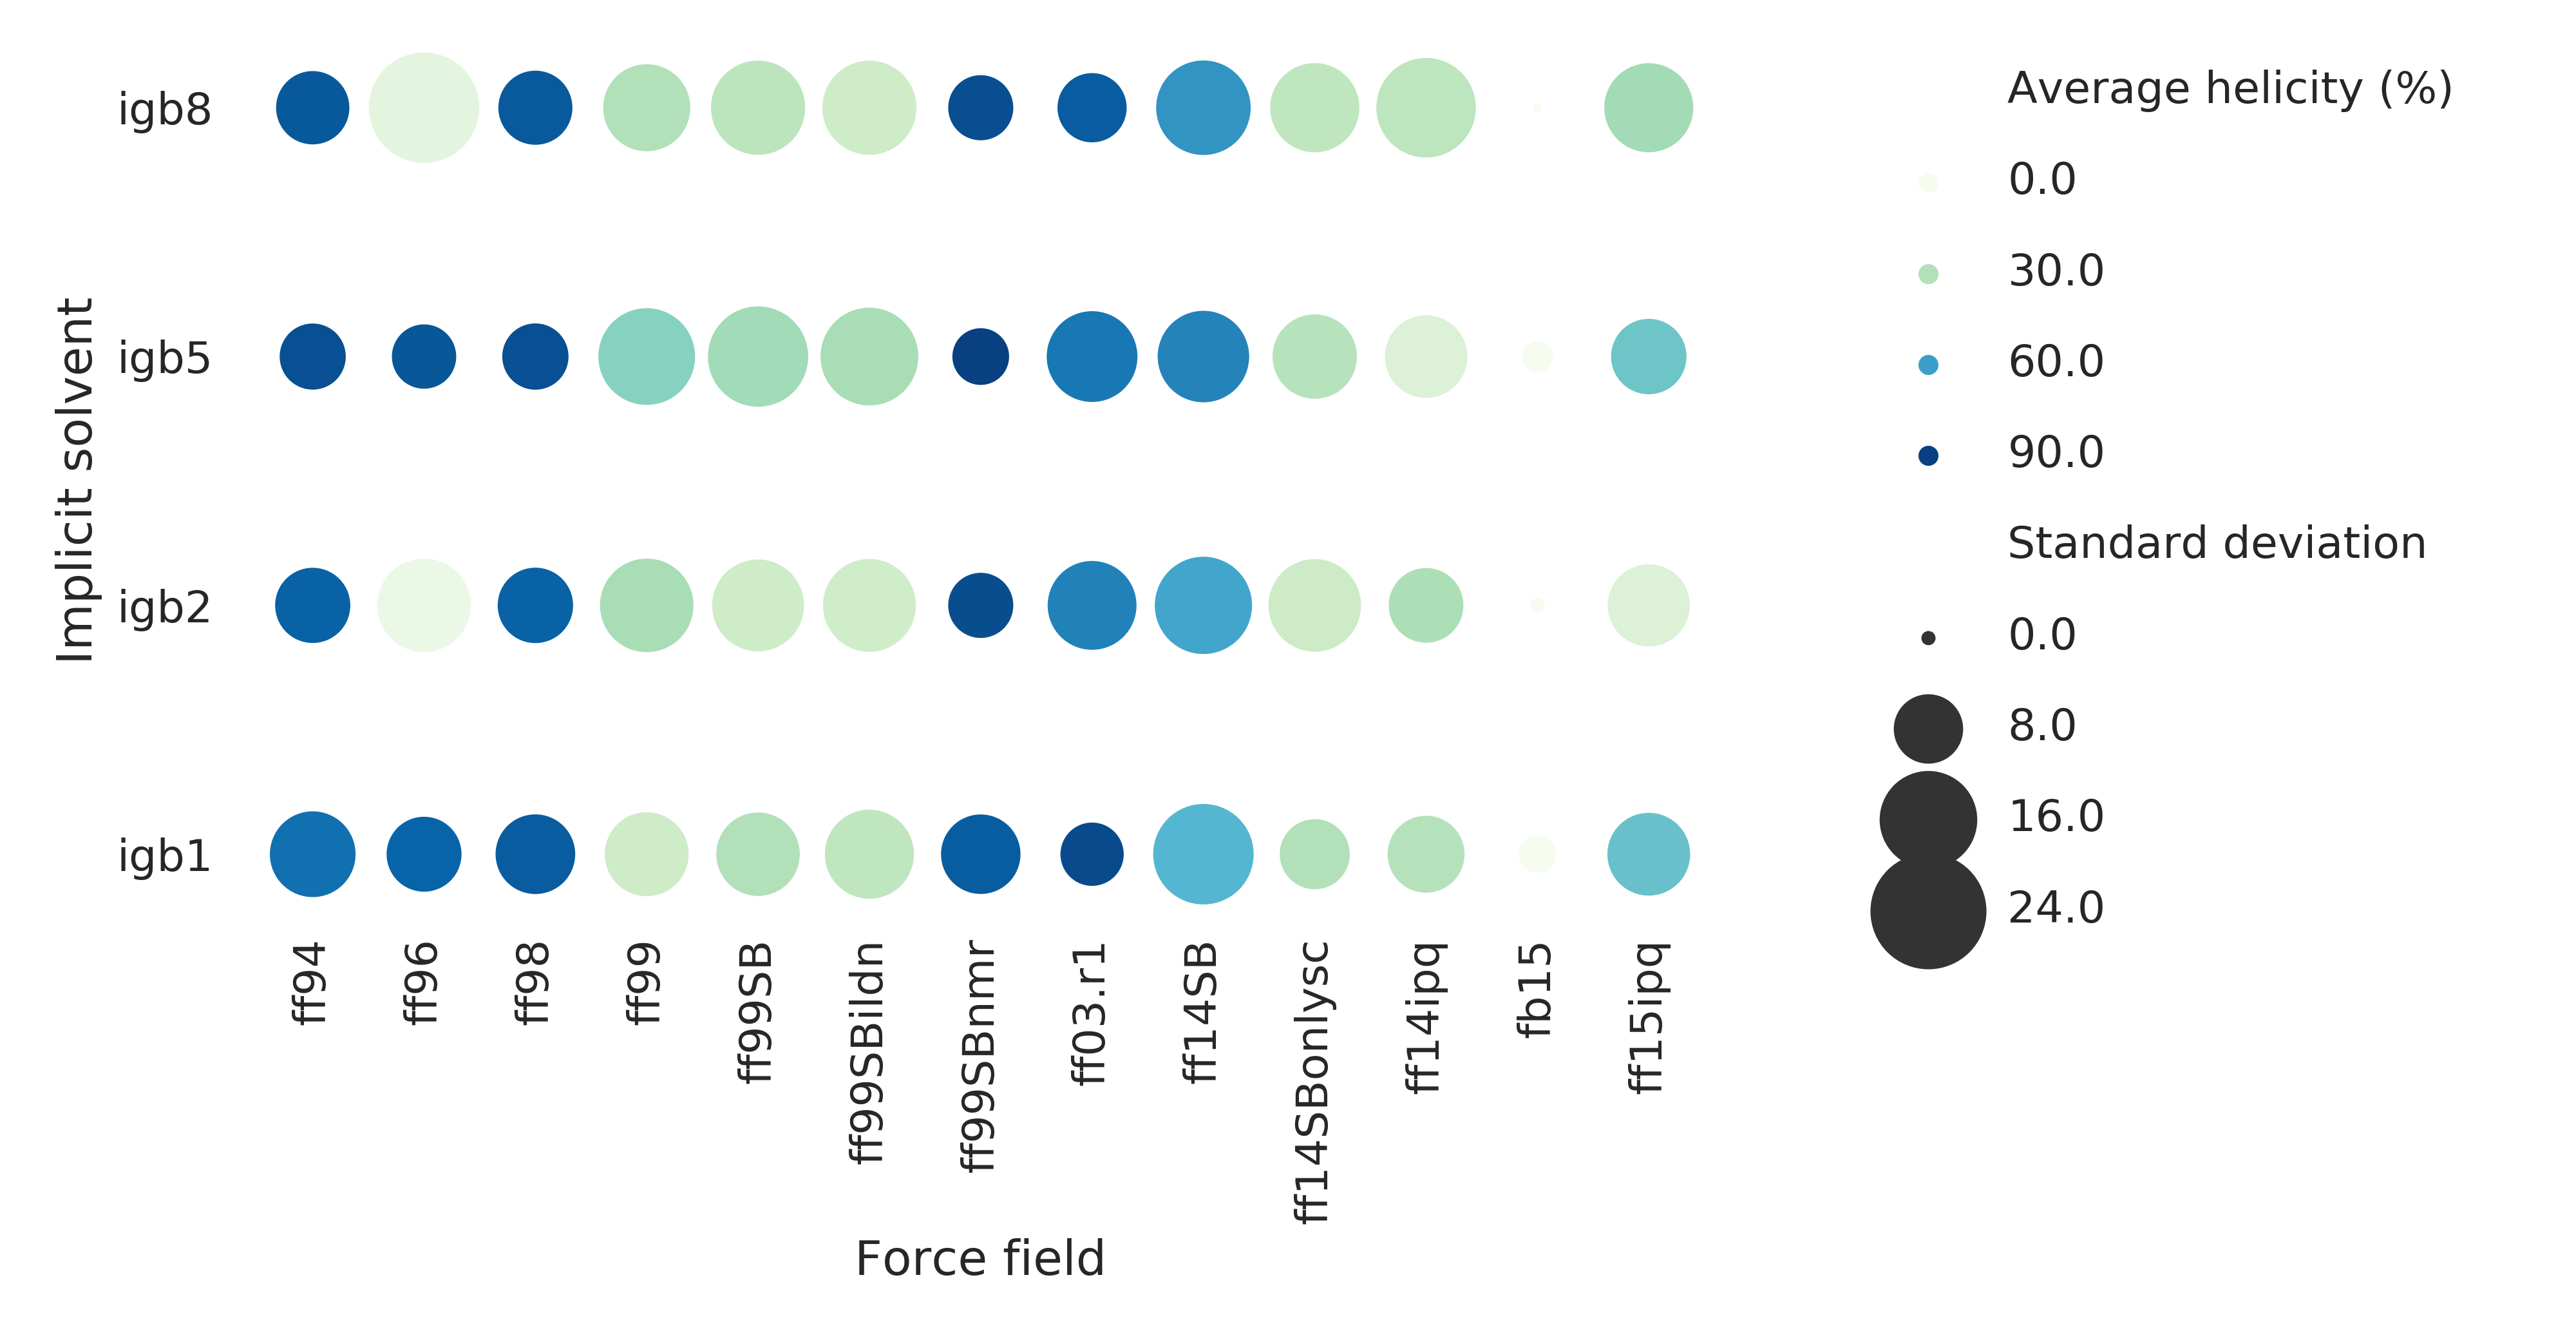 Implicit solvent
igb8
igb5
igb2
igb1
ff94
ff96
ff98
ff99
ff99SB
ff99SBildn
ff99SBnmr
ff03.r1
ff14SB
ff14SBonlysc
ff14ipq
fb15
ff15ipq
Force field
Average helicity (%)
0.0
30.0
60.0
90.0
Standard deviation
0.0
8.0
16.0
24.0